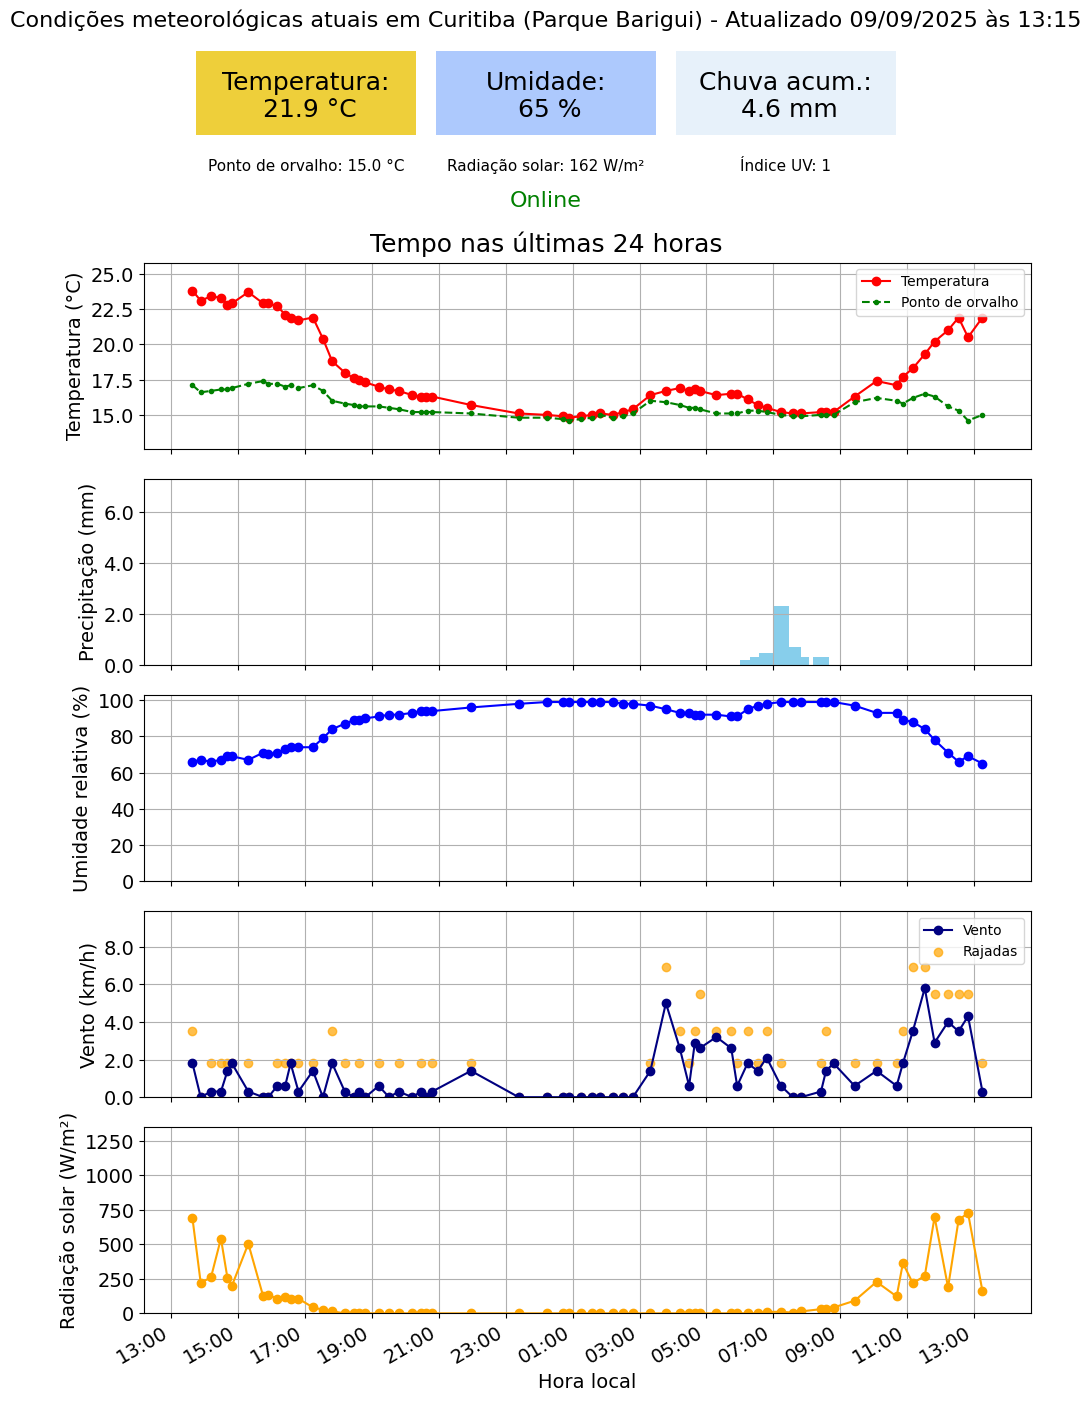 Condições meteorológicas atuais em Curitiba (Parque Barigui) - Atualizado 09/09/2025 às 13:15
Temperatura:
21.9 °C
Umidade:
65 %
Chuva acum.:
4.6 mm
Ponto de orvalho: 15.0 °C
Radiação solar: 162 W/m²
Índice UV: 1
Online
Tempo nas últimas 24 horas
Temperatura (°C)
25.0
22.5
20.0
17.5
15.0
Temperatura
Ponto de orvalho
Precipitação (mm)
6.0
4.0
2.0
0.0
Umidade relativa (%)
100
80
60
40
20
0
Vento (km/h)
8.0
6.0
4.0
2.0
0.0
Vento
Rajadas
Radiação solar (W/m²)
1250
1000
750
500
250
0
13:00
15:00
17:00
19:00
21:00
23:00
01:00
03:00
05:00
07:00
09:00
11:00
13:00
Hora local